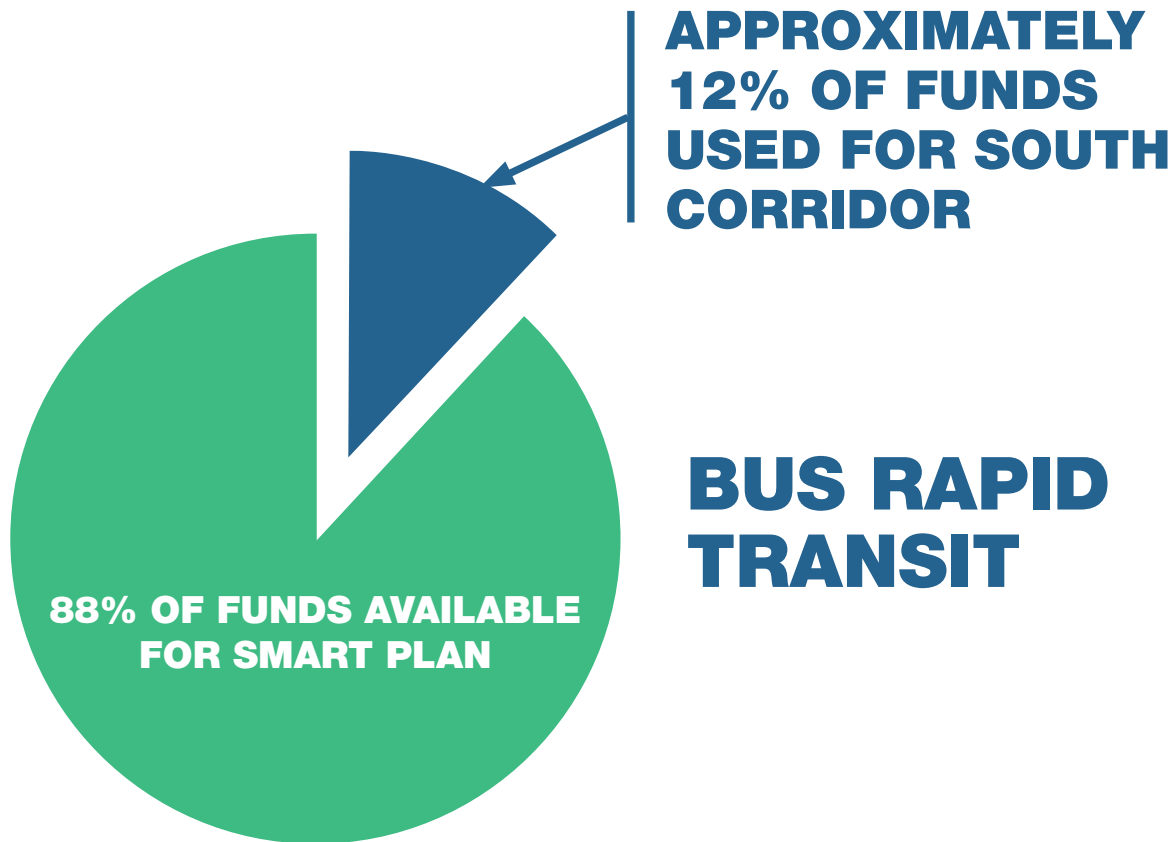 APPROXIMATELY
12% OF FUNDS
USED FOR SOUTH
CORRIDOR
BUS RAPID
TRANSIT
88% OF FUNDS AVAILABLE
FOR SMART PLAN